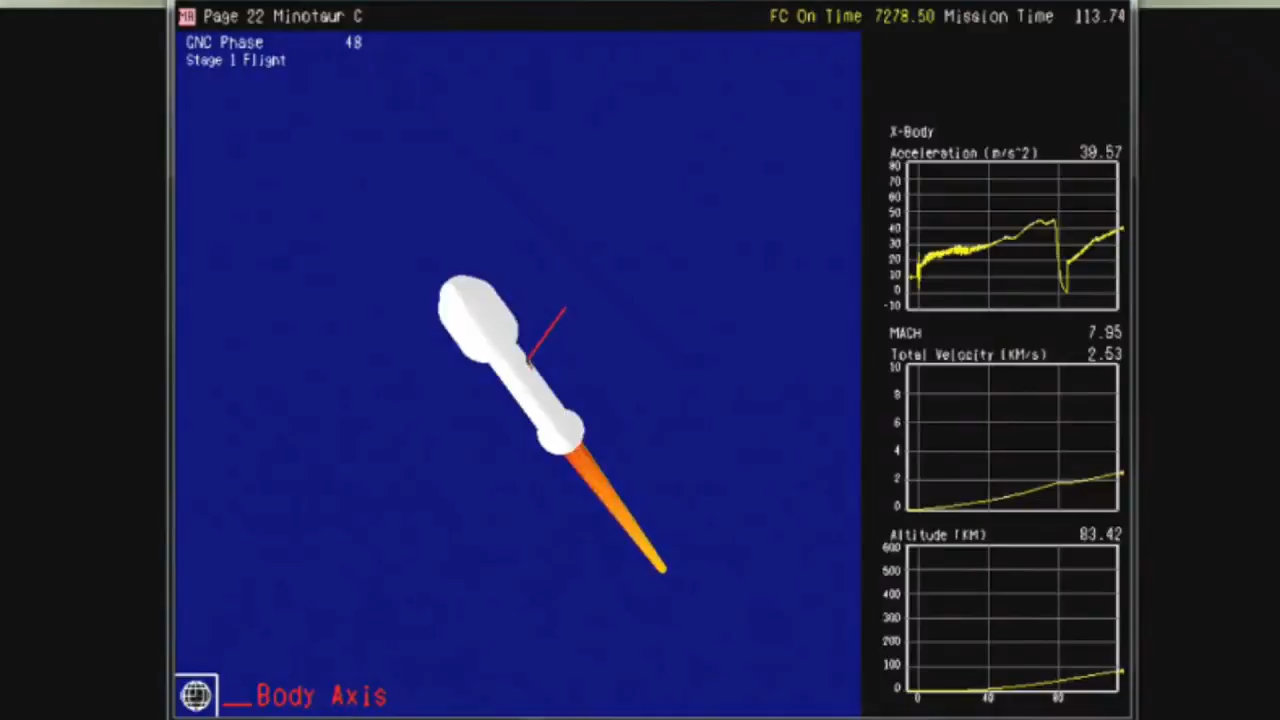 MR Page 22 Minotaur C FC On Time 7278.50 Mission Time 113.74
GNC Phase 48
Stage 1 Flight
X-Body
Acceleration (m/s^2) 39.57
80
70
60
50
40
30
20
10
0
-10
MACH 7.95
Total Velocity (KM/s) 2.53
10
8
6
4
2
0
Altitude (KM) 83.42
600
500
400
300
200
100
0
0 40 80
Body Axis